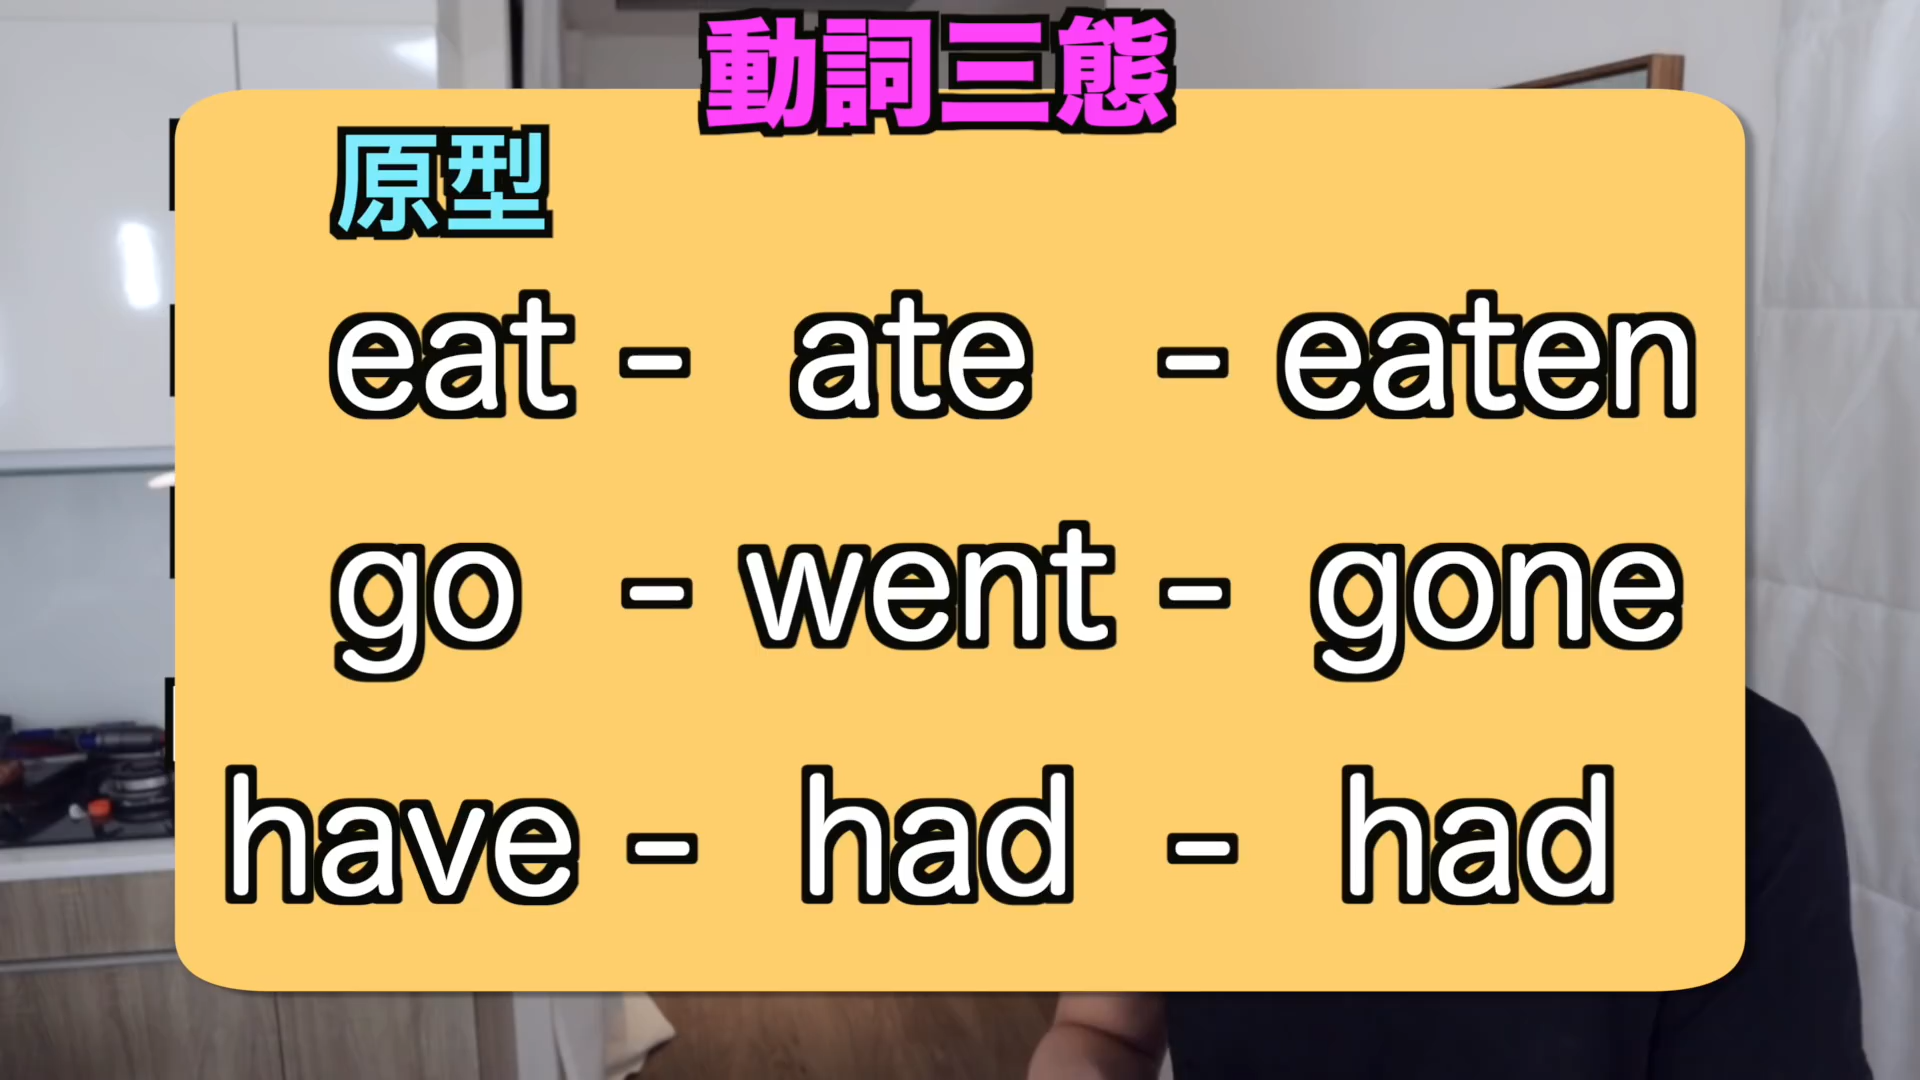 動詞三態
原型
eat - ate - eaten
go - went - gone
have - had - had